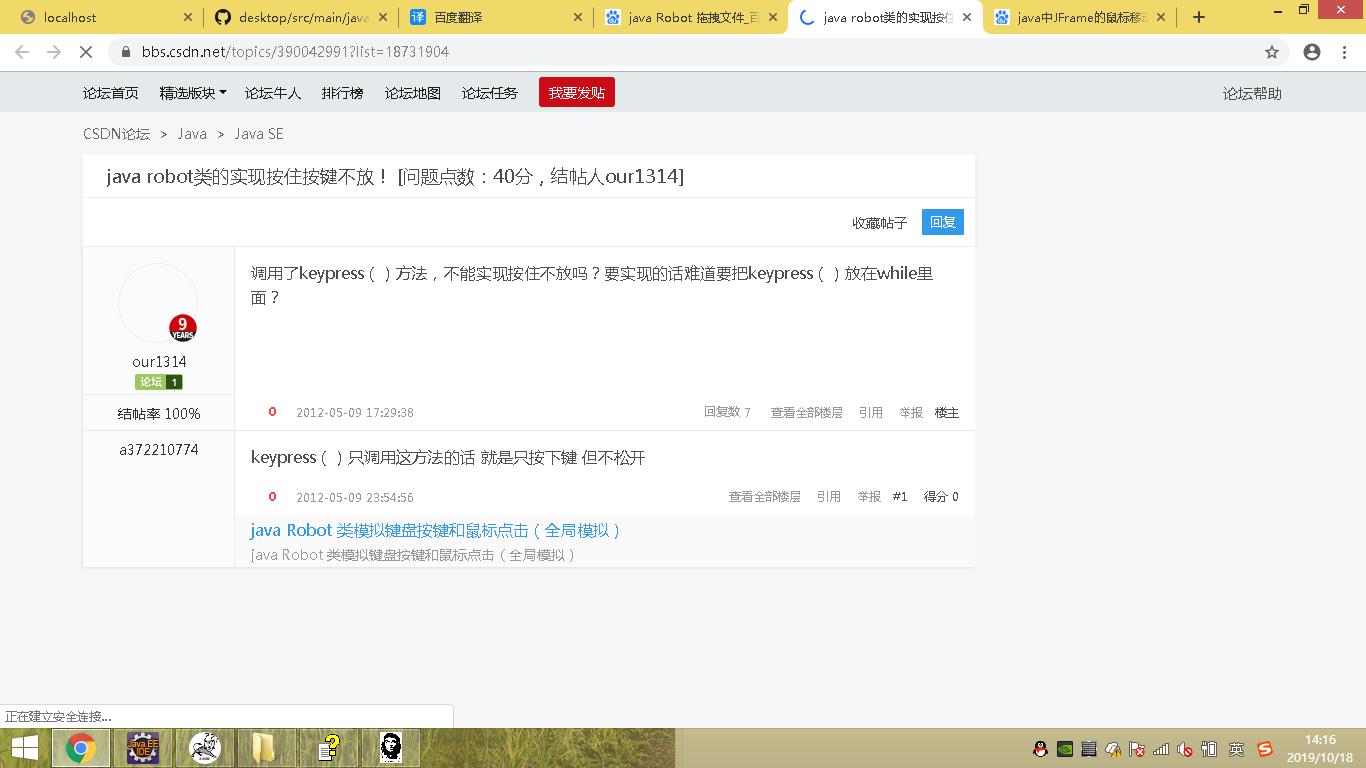 localhost
desktop/src/main/java
百度翻译
java Robot 拖拽文件_百
java robot类的实现按住
java中JFrame的鼠标移动
bbs.csdn.net/topics/390042991?list=18731904
论坛首页 精选版块 论坛牛人 排行榜 论坛地图 论坛任务 我要发贴 论坛帮助
CSDN论坛 > Java > Java SE
java robot类的实现按住按键不放！ [问题点数：40分，结帖人our1314]
收藏帖子 回复
调用了keypress（ ）方法，不能实现按住不放吗？要实现的话难道要把keypress（ ）放在while里
面？
9
YEARS
our1314
论坛 1
结帖率 100%
0 2012-05-09 17:29:38 回复数 7 查看全部楼层 引用 举报 楼主
a372210774
keypress（ ）只调用这方法的话 就是只按下键 但不松开
0 2012-05-09 23:54:56 查看全部楼层 引用 举报 #1 得分 0
java Robot 类模拟键盘按键和鼠标点击（全局模拟）
java Robot 类模拟键盘按键和鼠标点击（全局模拟）
正在建立安全连接...
Java EE
IDE
英
14:16
2019/10/18